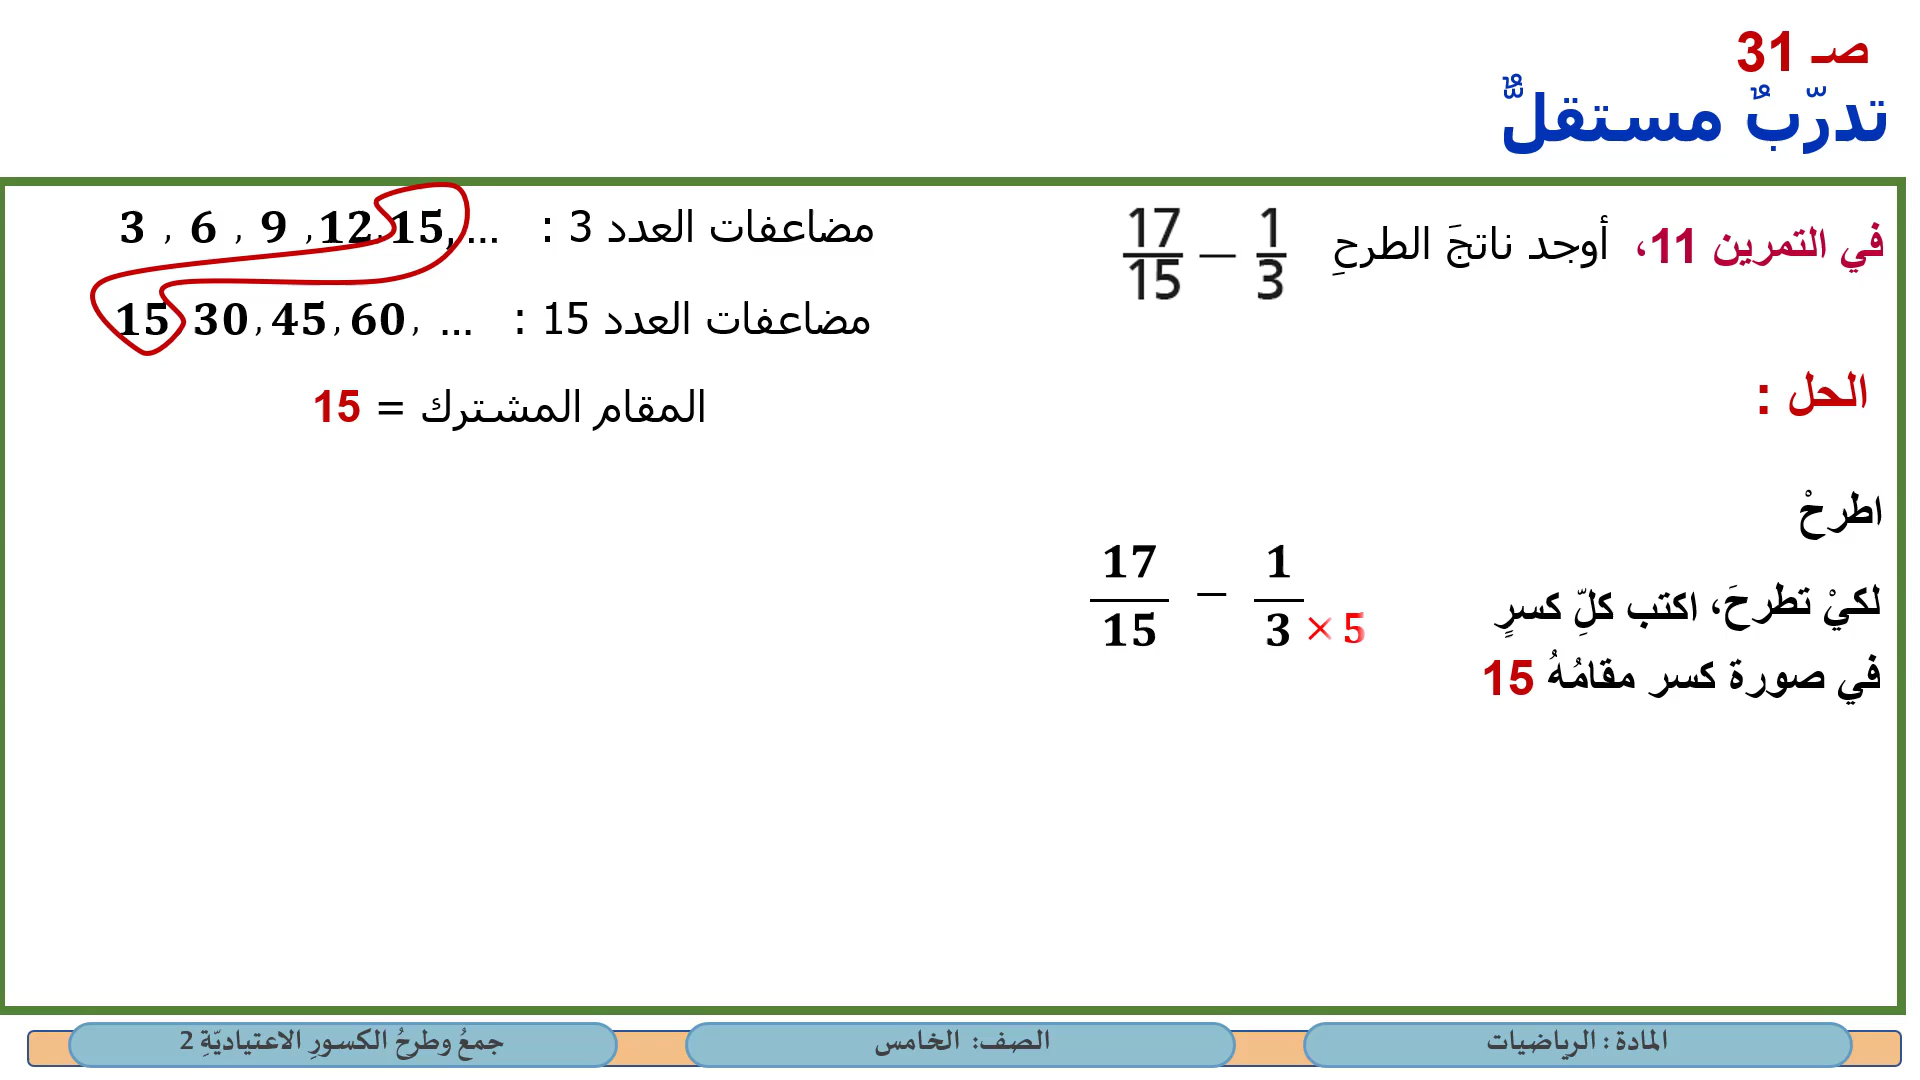 صـ 31
تدرّبٌ مستقلٌّ
في التمرين 11، أوجد ناتجَ الطرحِ 17/15 − 1/3
مضاعفات العدد 3 : 3 , 6 , 9 , 12, 15, ...
مضاعفات العدد 15 : 15 30, 45, 60, ...
المقام المشترك = 15
الحل :
اطرحْ
لكيْ تطرحَ، اكتب كلِّ كسرٍ
في صورة كسر مقامُهُ 15
17/15 − 1/3 × 5
المادة : الرياضيات
الصف: الخامس
جمعُ وطرحُ الكسورِ الاعتياديّةِ 2